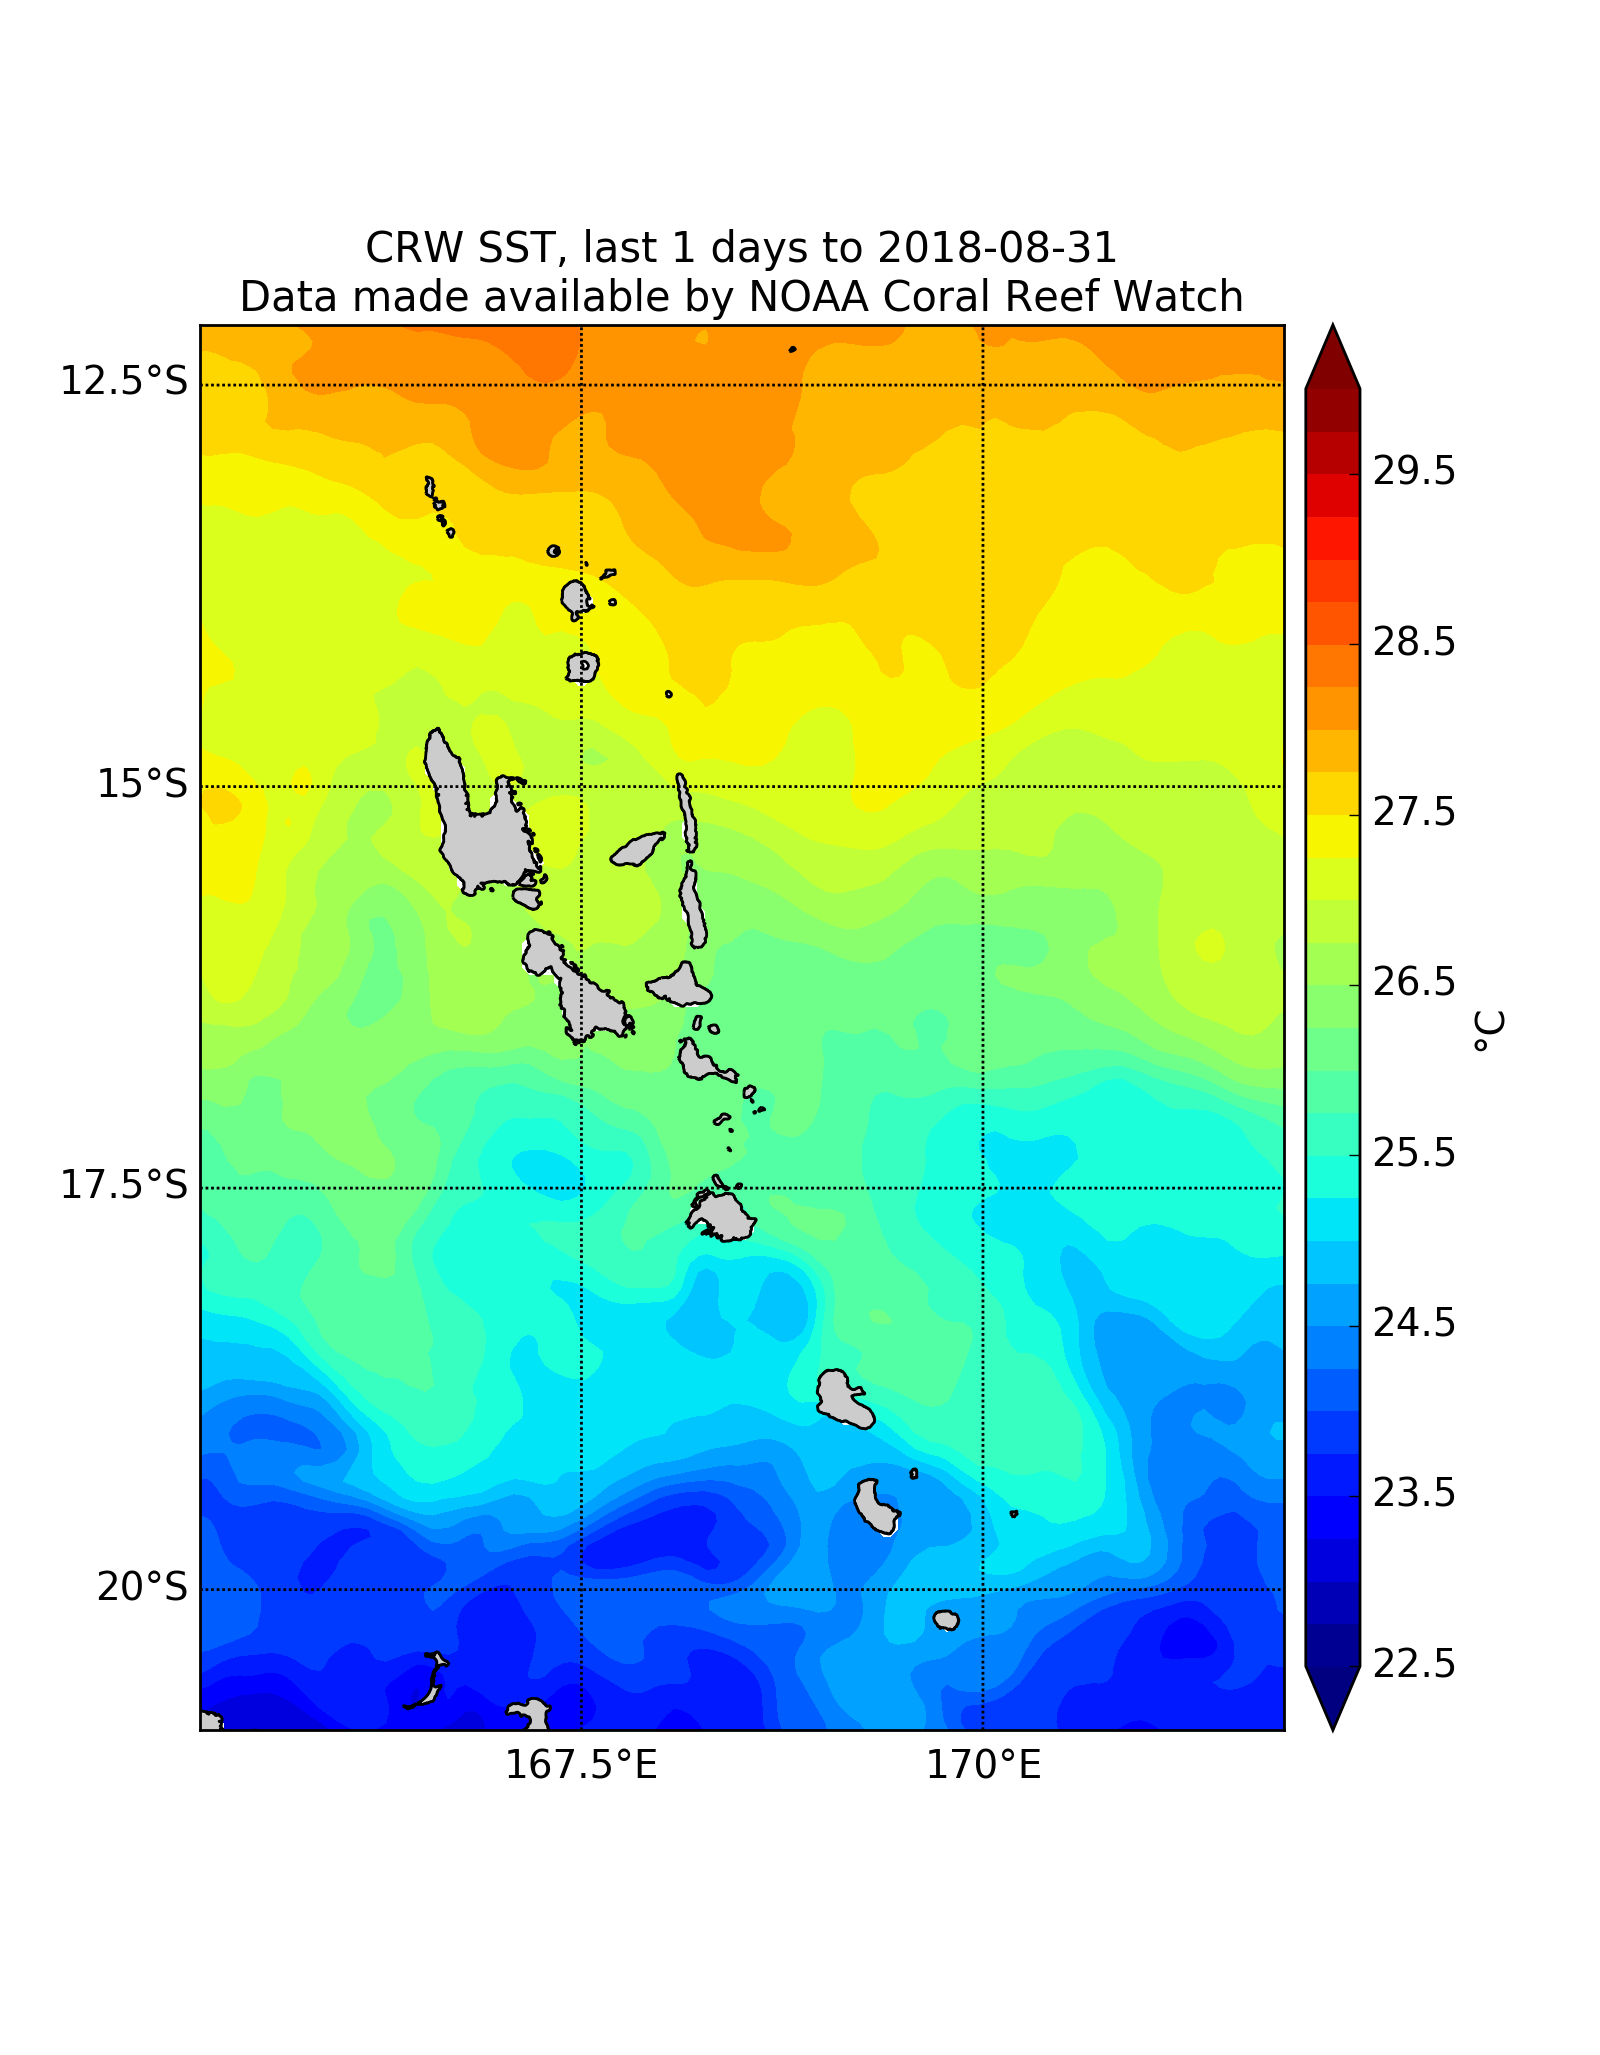 CRW SST, last 1 days to 2018-08-31
Data made available by NOAA Coral Reef Watch
12.5°S
15°S
17.5°S
20°S
167.5°E
170°E
29.5
28.5
27.5
26.5
25.5
24.5
23.5
22.5
°C